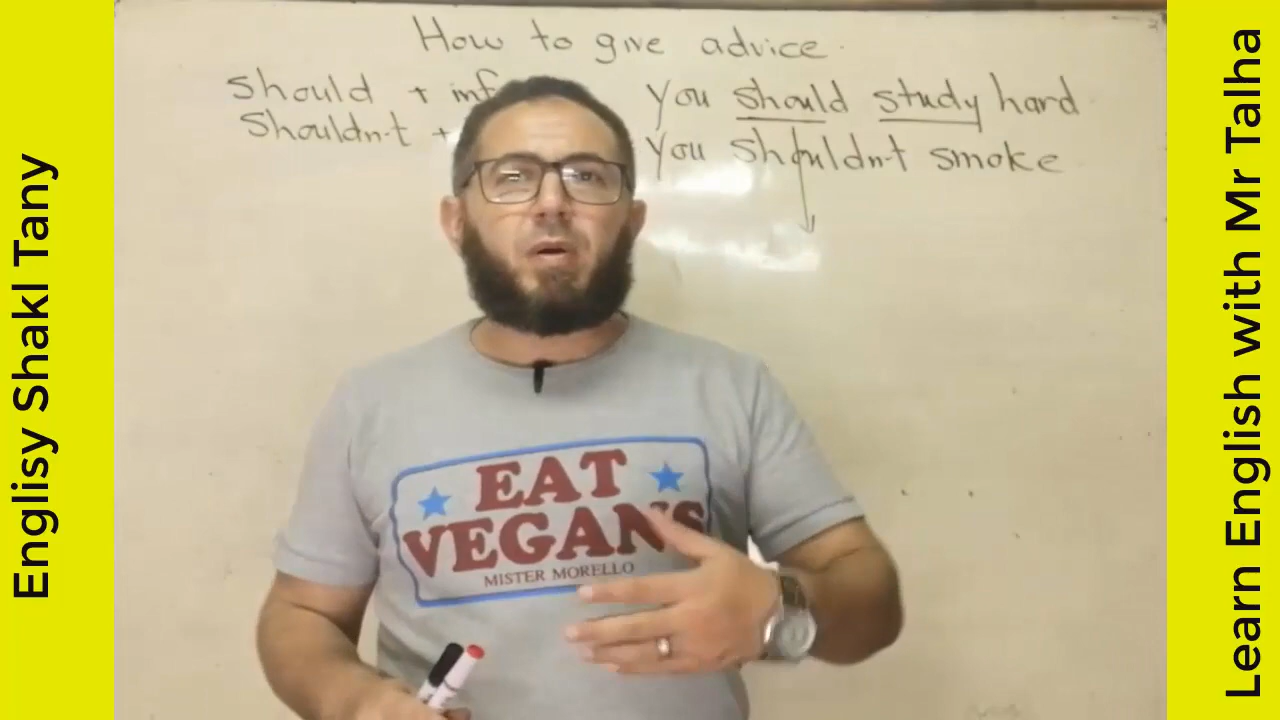 How to give advice.
should + inf
Shouldn't +
You should study hard
You shouldn't smoke
EAT
VEGANS
MISTER MORELLO
Englisy Shakl Tany
Learn English with Mr Talha